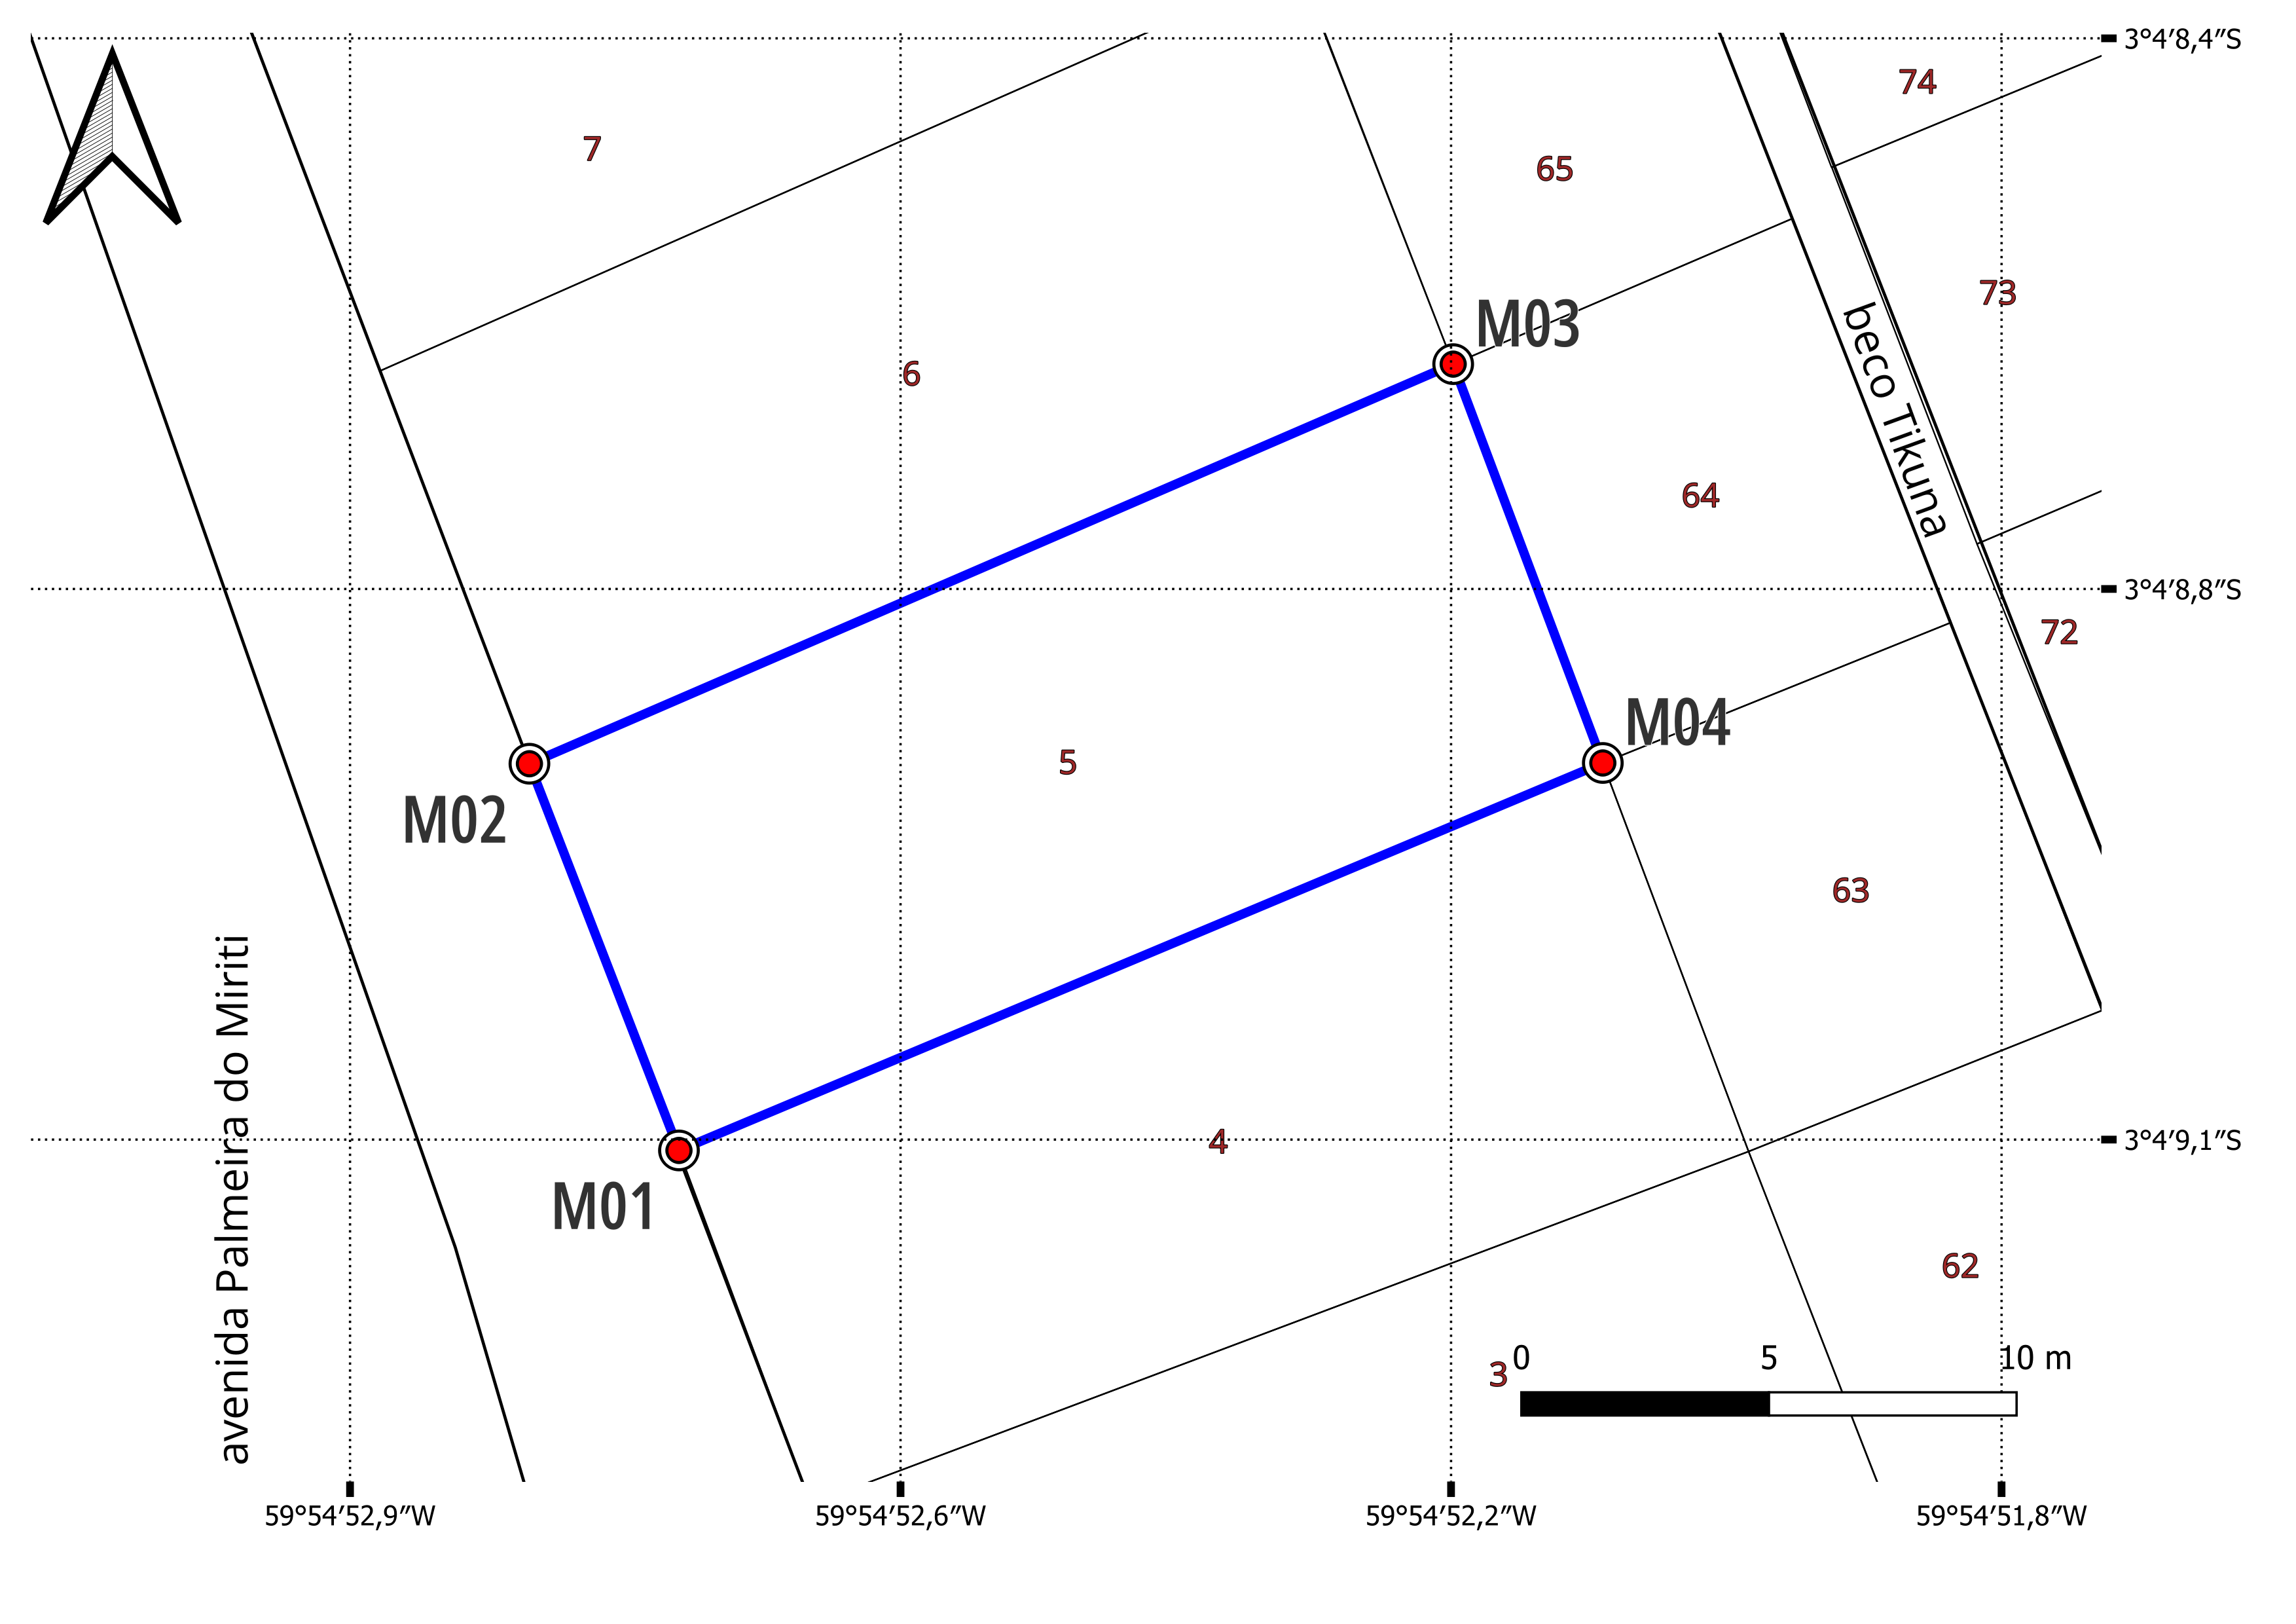 3°4′8,4″S
74
7
65
73
M03
beco Tikuna
6
64
3°4′8,8″S
72
M04
5
M02
63
avenida Palmeira do Miriti
4
3°4′9,1″S
M01
62
3
0 5 10 m
59°54′52,9″W 59°54′52,6″W 59°54′52,2″W 59°54′51,8″W